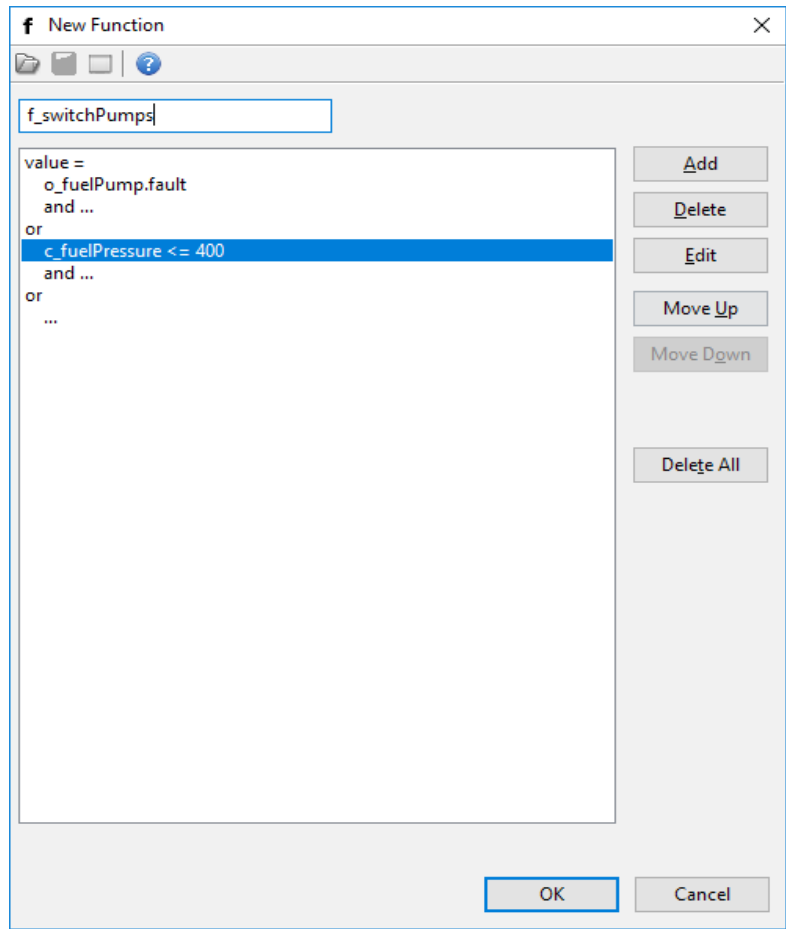 f New Function
?
f_switchPumps
value =
o_fuelPump.fault
and ...
or
c_fuelPressure <= 400
and ...
or
...
Add
Delete
Edit
Move Up
Move Down
Delete All
OK
Cancel